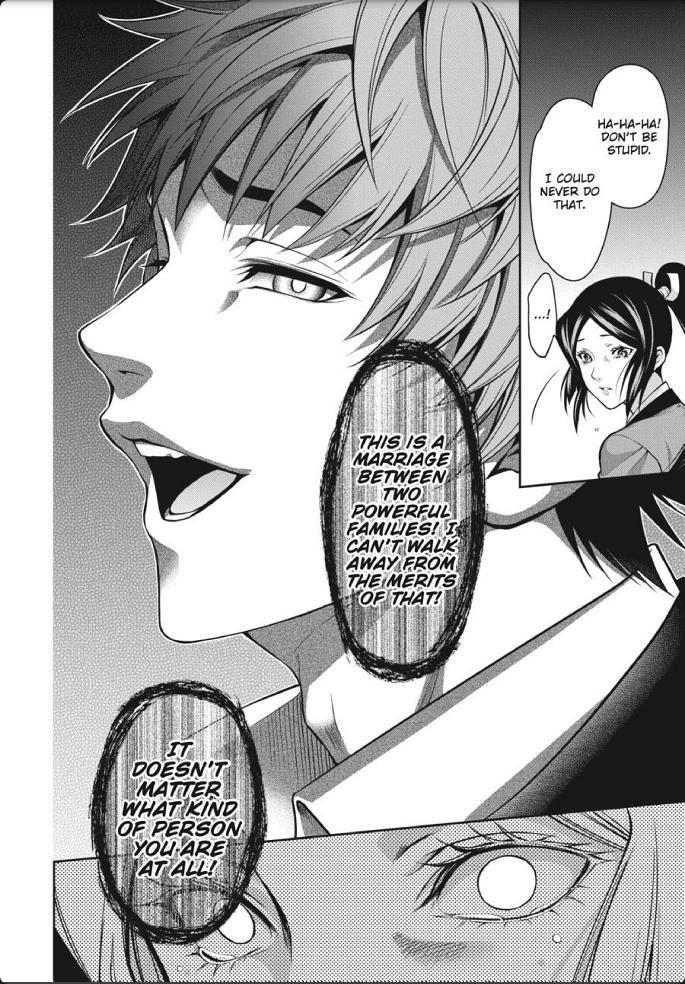 HA-HA-HA!
DON'T BE
STUPID.
I COULD
NEVER DO
THAT.
...!
THIS IS A
MARRIAGE
BETWEEN
TWO
POWERFUL
FAMILIES! I
CAN'T WALK
AWAY FROM
THE MERITS
OF THAT!
IT
DOESN'T
MATTER
WHAT KIND
OF PERSON
YOU ARE
AT ALL!